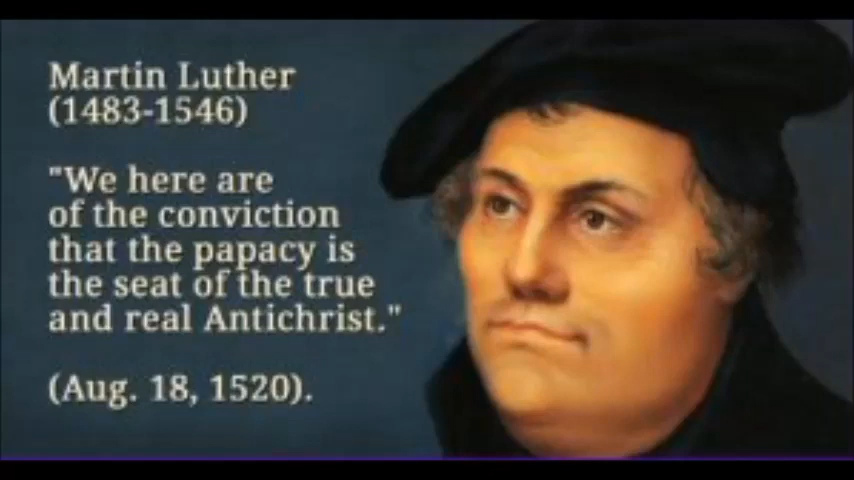 Martin Luther
(1483-1546)
"We here are
of the conviction
that the papacy is
the seat of the true
and real Antichrist."
(Aug. 18, 1520).